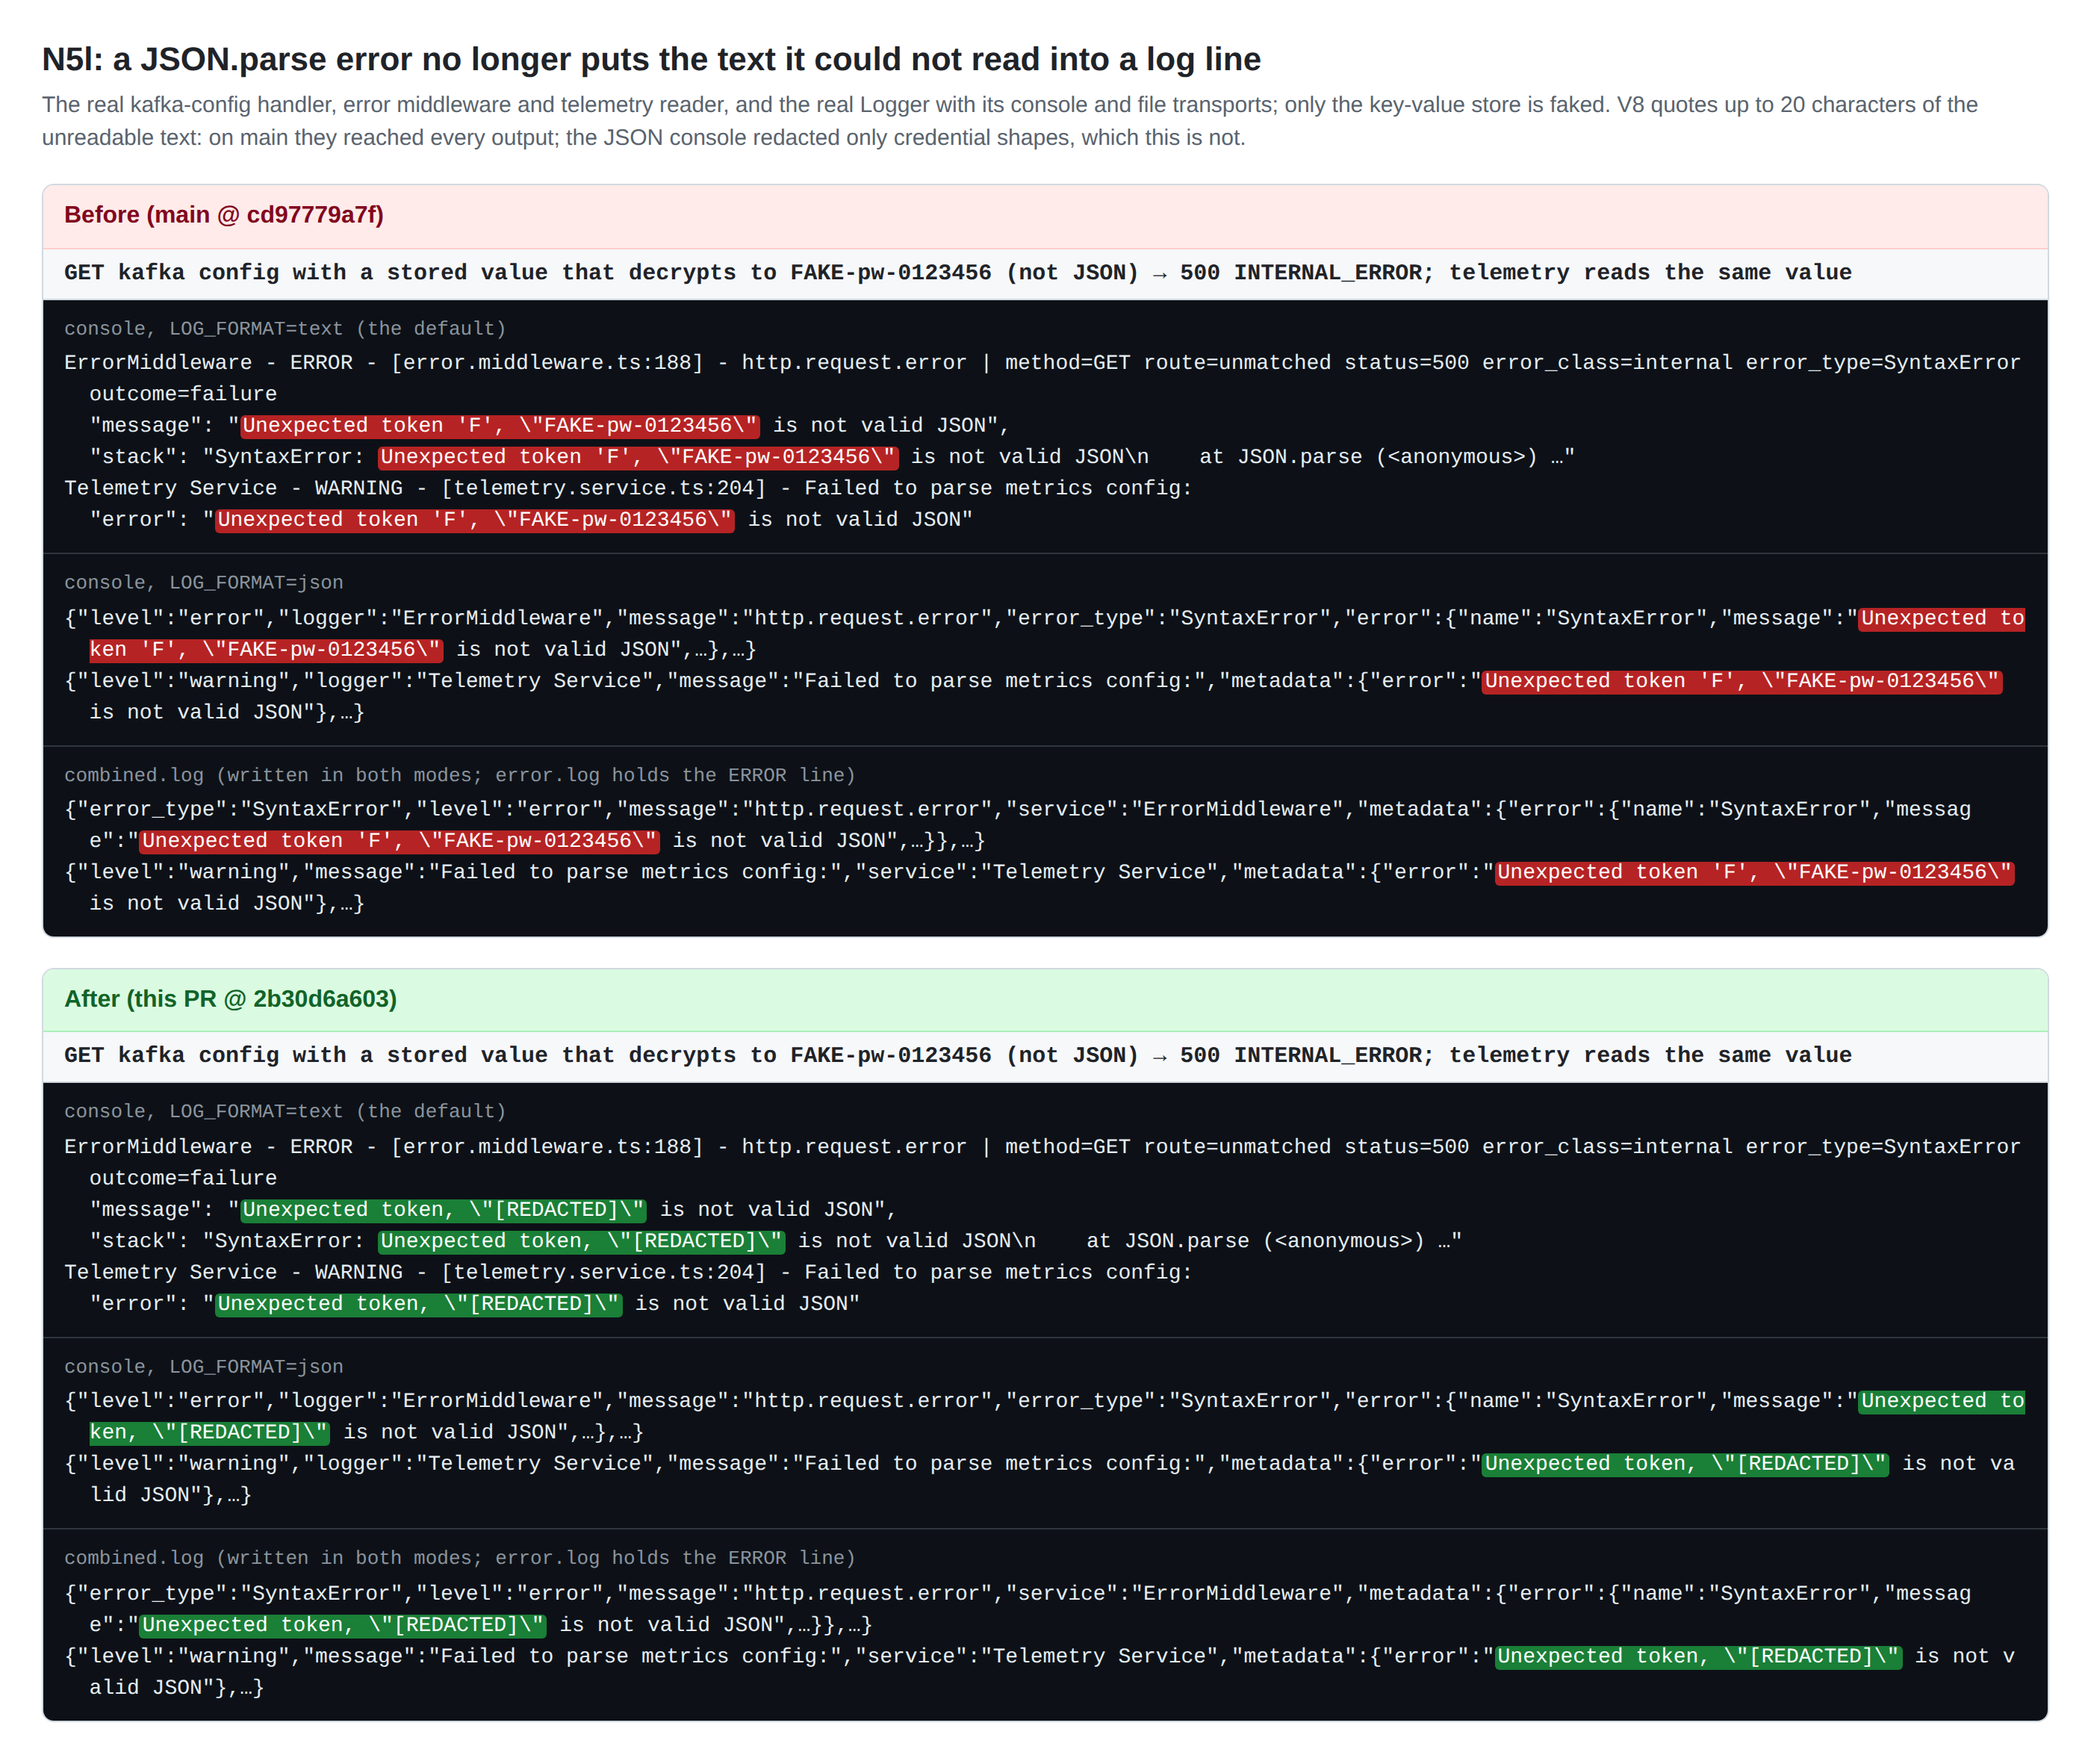 N5l: a JSON.parse error no longer puts the text it could not read into a log line
The real kafka-config handler, error middleware and telemetry reader, and the real Logger with its console and file transports; only the key-value store is faked. V8 quotes up to 20 characters of the
unreadable text: on main they reached every output; the JSON console redacted only credential shapes, which this is not.
Before (main @ cd97779a7f)
GET kafka config with a stored value that decrypts to FAKE-pw-0123456 (not JSON) → 500 INTERNAL_ERROR; telemetry reads the same value
console, LOG_FORMAT=text (the default)
ErrorMiddleware - ERROR - [error.middleware.ts:188] - http.request.error | method=GET route=unmatched status=500 error_class=internal error_type=SyntaxError
outcome=failure
"message": "Unexpected token 'F', \"FAKE-pw-0123456\" is not valid JSON",
"stack": "SyntaxError: Unexpected token 'F', \"FAKE-pw-0123456\" is not valid JSON\n    at JSON.parse (<anonymous>) …"
Telemetry Service - WARNING - [telemetry.service.ts:204] - Failed to parse metrics config:
"error": "Unexpected token 'F', \"FAKE-pw-0123456\" is not valid JSON"
console, LOG_FORMAT=json
{"level":"error","logger":"ErrorMiddleware","message":"http.request.error","error_type":"SyntaxError","error":{"name":"SyntaxError","message":"Unexpected to
ken 'F', \"FAKE-pw-0123456\" is not valid JSON",…},…}
{"level":"warning","logger":"Telemetry Service","message":"Failed to parse metrics config:","metadata":{"error":"Unexpected token 'F', \"FAKE-pw-0123456\"
is not valid JSON"},…}
combined.log (written in both modes; error.log holds the ERROR line)
{"error_type":"SyntaxError","level":"error","message":"http.request.error","service":"ErrorMiddleware","metadata":{"error":{"name":"SyntaxError","messag
e":"Unexpected token 'F', \"FAKE-pw-0123456\" is not valid JSON",…}},…}
{"level":"warning","message":"Failed to parse metrics config:","service":"Telemetry Service","metadata":{"error":"Unexpected token 'F', \"FAKE-pw-0123456\"
is not valid JSON"},…}
After (this PR @ 2b30d6a603)
GET kafka config with a stored value that decrypts to FAKE-pw-0123456 (not JSON) → 500 INTERNAL_ERROR; telemetry reads the same value
console, LOG_FORMAT=text (the default)
ErrorMiddleware - ERROR - [error.middleware.ts:188] - http.request.error | method=GET route=unmatched status=500 error_class=internal error_type=SyntaxError
outcome=failure
"message": "Unexpected token, \"[REDACTED]\" is not valid JSON",
"stack": "SyntaxError: Unexpected token, \"[REDACTED]\" is not valid JSON\n    at JSON.parse (<anonymous>) …"
Telemetry Service - WARNING - [telemetry.service.ts:204] - Failed to parse metrics config:
"error": "Unexpected token, \"[REDACTED]\" is not valid JSON"
console, LOG_FORMAT=json
{"level":"error","logger":"ErrorMiddleware","message":"http.request.error","error_type":"SyntaxError","error":{"name":"SyntaxError","message":"Unexpected to
ken, \"[REDACTED]\" is not valid JSON",…},…}
{"level":"warning","logger":"Telemetry Service","message":"Failed to parse metrics config:","metadata":{"error":"Unexpected token, \"[REDACTED]\" is not va
lid JSON"},…}
combined.log (written in both modes; error.log holds the ERROR line)
{"error_type":"SyntaxError","level":"error","message":"http.request.error","service":"ErrorMiddleware","metadata":{"error":{"name":"SyntaxError","messag
e":"Unexpected token, \"[REDACTED]\" is not valid JSON",…}},…}
{"level":"warning","message":"Failed to parse metrics config:","service":"Telemetry Service","metadata":{"error":"Unexpected token, \"[REDACTED]\" is not v
alid JSON"},…}